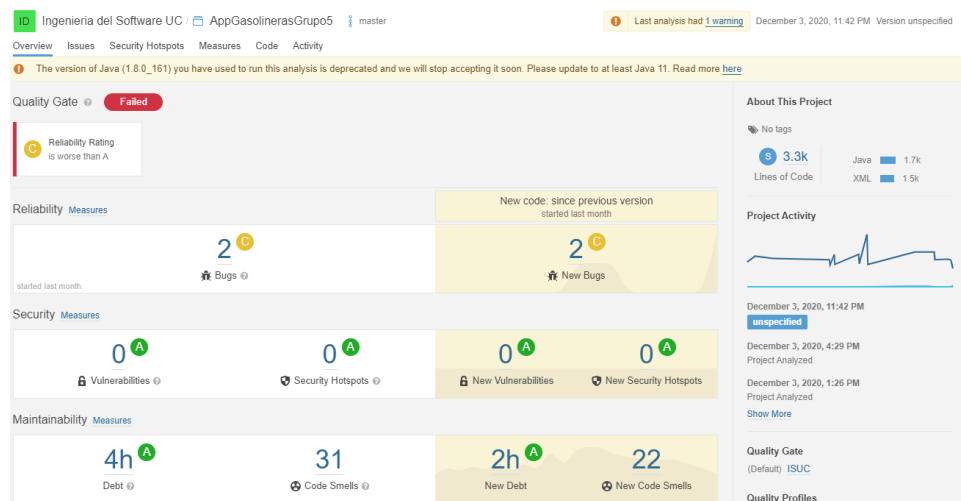 ID Ingenieria del Software UC / AppGasolinerasGrupo5 master
Last analysis had 1 warning December 3, 2020, 11:42 PM Version unspecified
Overview Issues Security Hotspots Measures Code Activity
The version of Java (1.8.0_161) you have used to run this analysis is deprecated and we will stop accepting it soon. Please update to at least Java 11. Read more here
Quality Gate Failed
C Reliability Rating
is worse than A
Reliability Measures
New code: since previous version
started last month
2 C
Bugs
started last month
2 C
New Bugs
Security Measures
0 A
Vulnerabilities
0 A
Security Hotspots
0 A
New Vulnerabilities
0 A
New Security Hotspots
Maintainability Measures
4h A
Debt
31
Code Smells
2h A
New Debt
22
New Code Smells
About This Project
No tags
S 3.3k
Lines of Code
Java 1.7k
XML 1.5k
Project Activity
December 3, 2020, 11:42 PM
unspecified
December 3, 2020, 4:29 PM
Project Analyzed
December 3, 2020, 1:26 PM
Project Analyzed
Show More
Quality Gate
(Default) ISUC
Quality Profiles